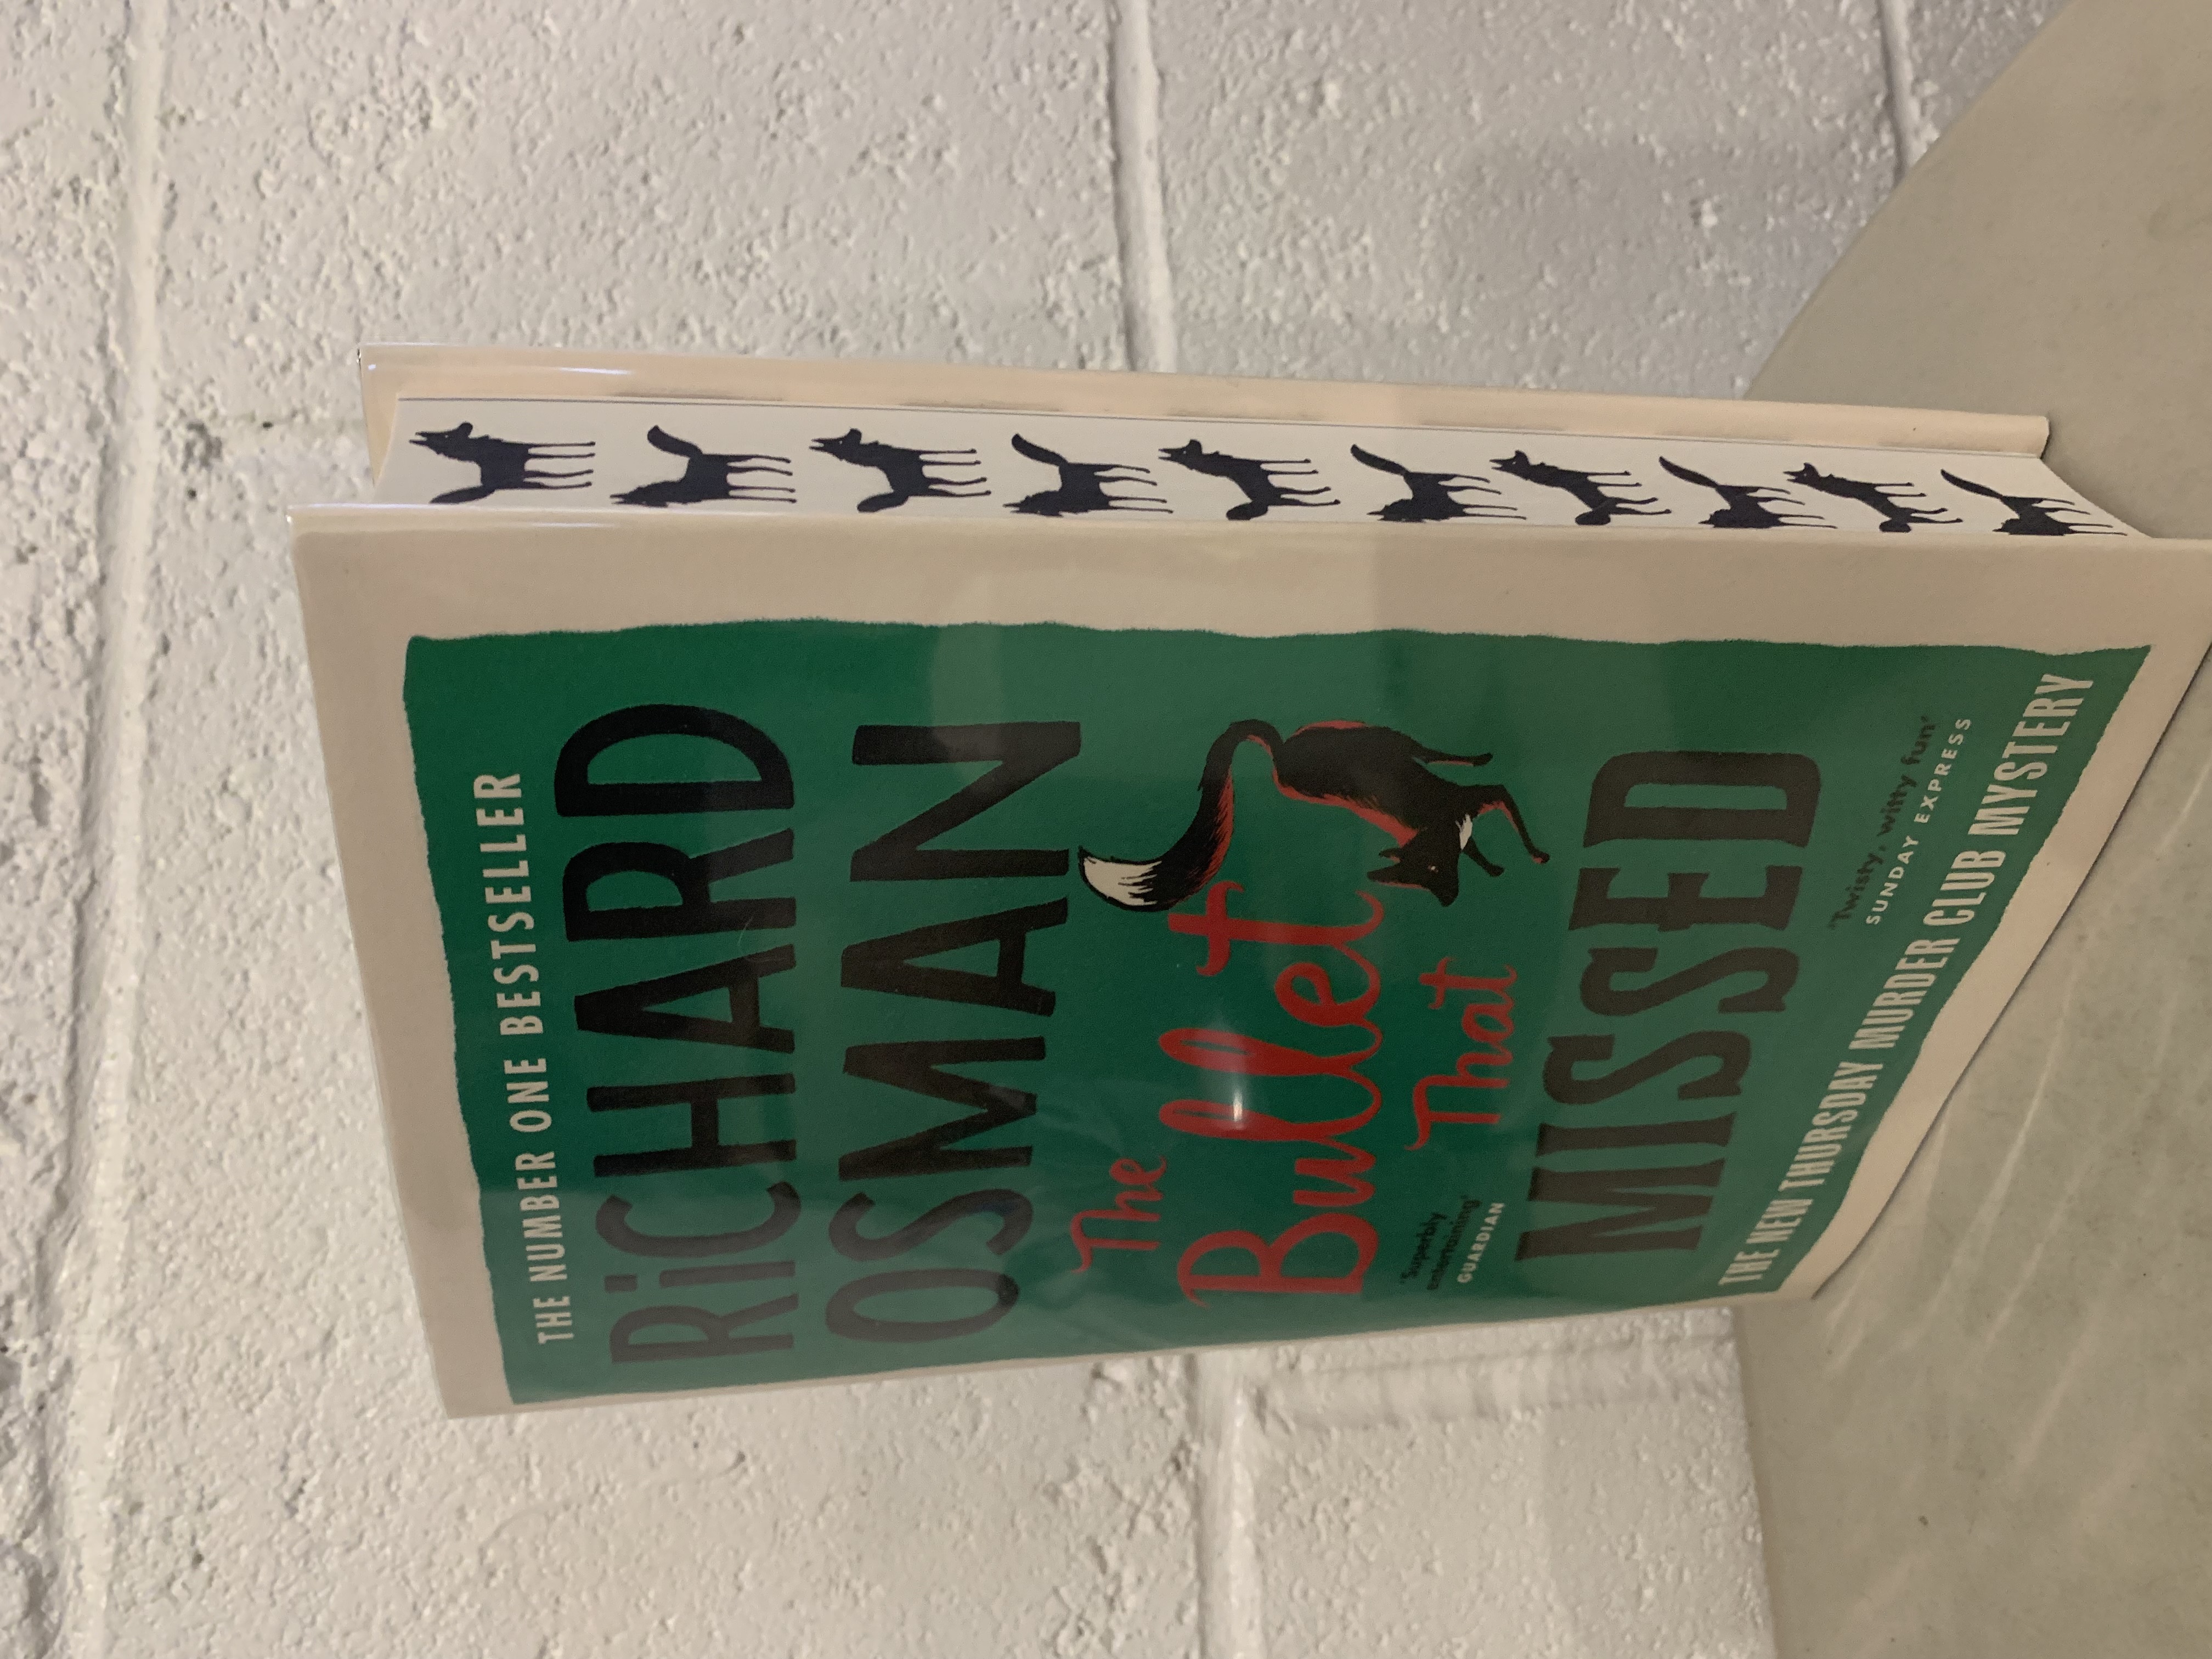 THE NUMBER ONE BESTSELLER
RiCHARD
OSMAN
The
Bullet
That
'Superbly
entertaining'
GUARDIAN
MISSED
'Twisty, witty fun'
SUNDAY EXPRESS
THE NEW THURSDAY MURDER CLUB MYSTERY